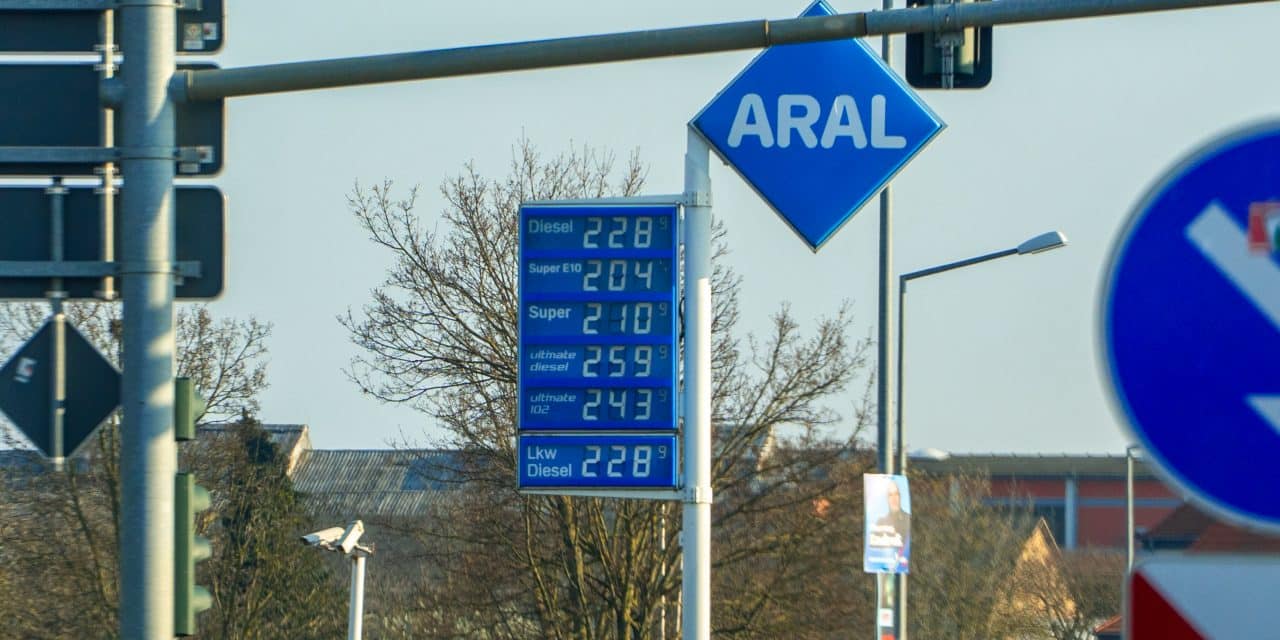 ARAL
Diesel 228 9
Super E10 204 9
Super 210 9
ultimate
diesel 259 9
ultimate
102 243 9
Lkw
Diesel 228 9